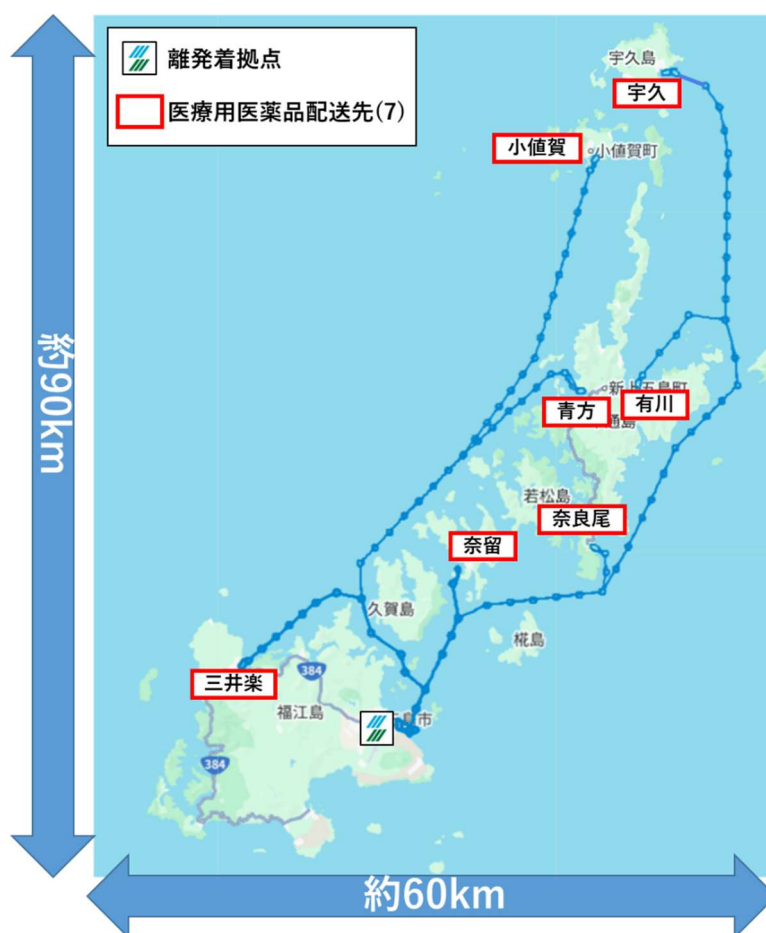 離発着拠点
医療用医薬品配送先(7)
宇久島
宇久
小値賀
小値賀町
約90km
新上五島町
青方
有川
通島
若松島
奈良尾
奈留
久賀島
椛島
三井楽
384
福江島
市
384
約60km